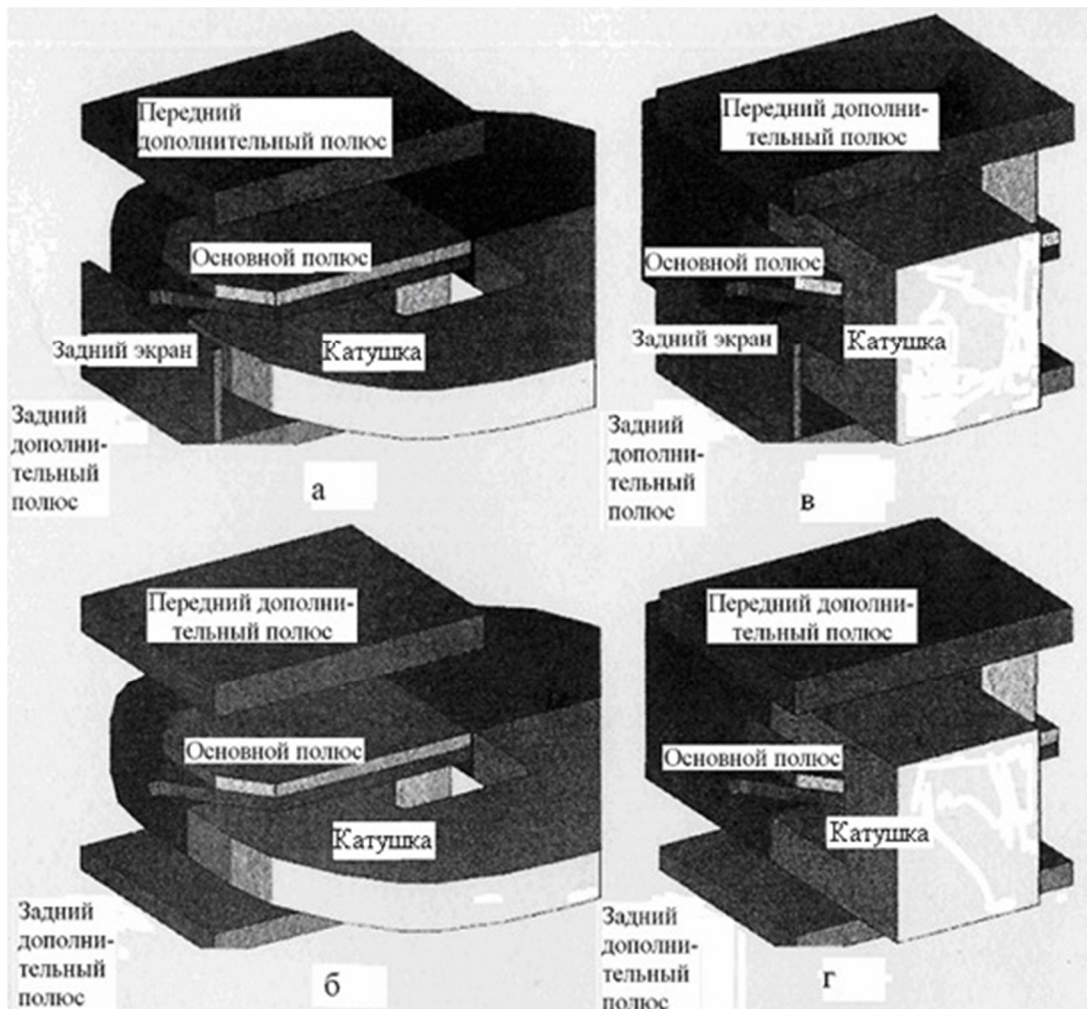 Передний
дополнительный полюс
Основной полюс
Задний экран
Катушка
Задний
дополни-
тельный
полюс
а
Передний дополни-
тельный полюс
Основной полюс
Задний экран
Катушка
Задний
дополни-
тельный
полюс
в
Передний дополни-
тельный полюс
Основной полюс
Катушка
Задний
дополни-
тельный
полюс
б
Передний дополни-
тельный полюс
Основной полюс
Катушка
Задний
дополни-
тельный
полюс
г